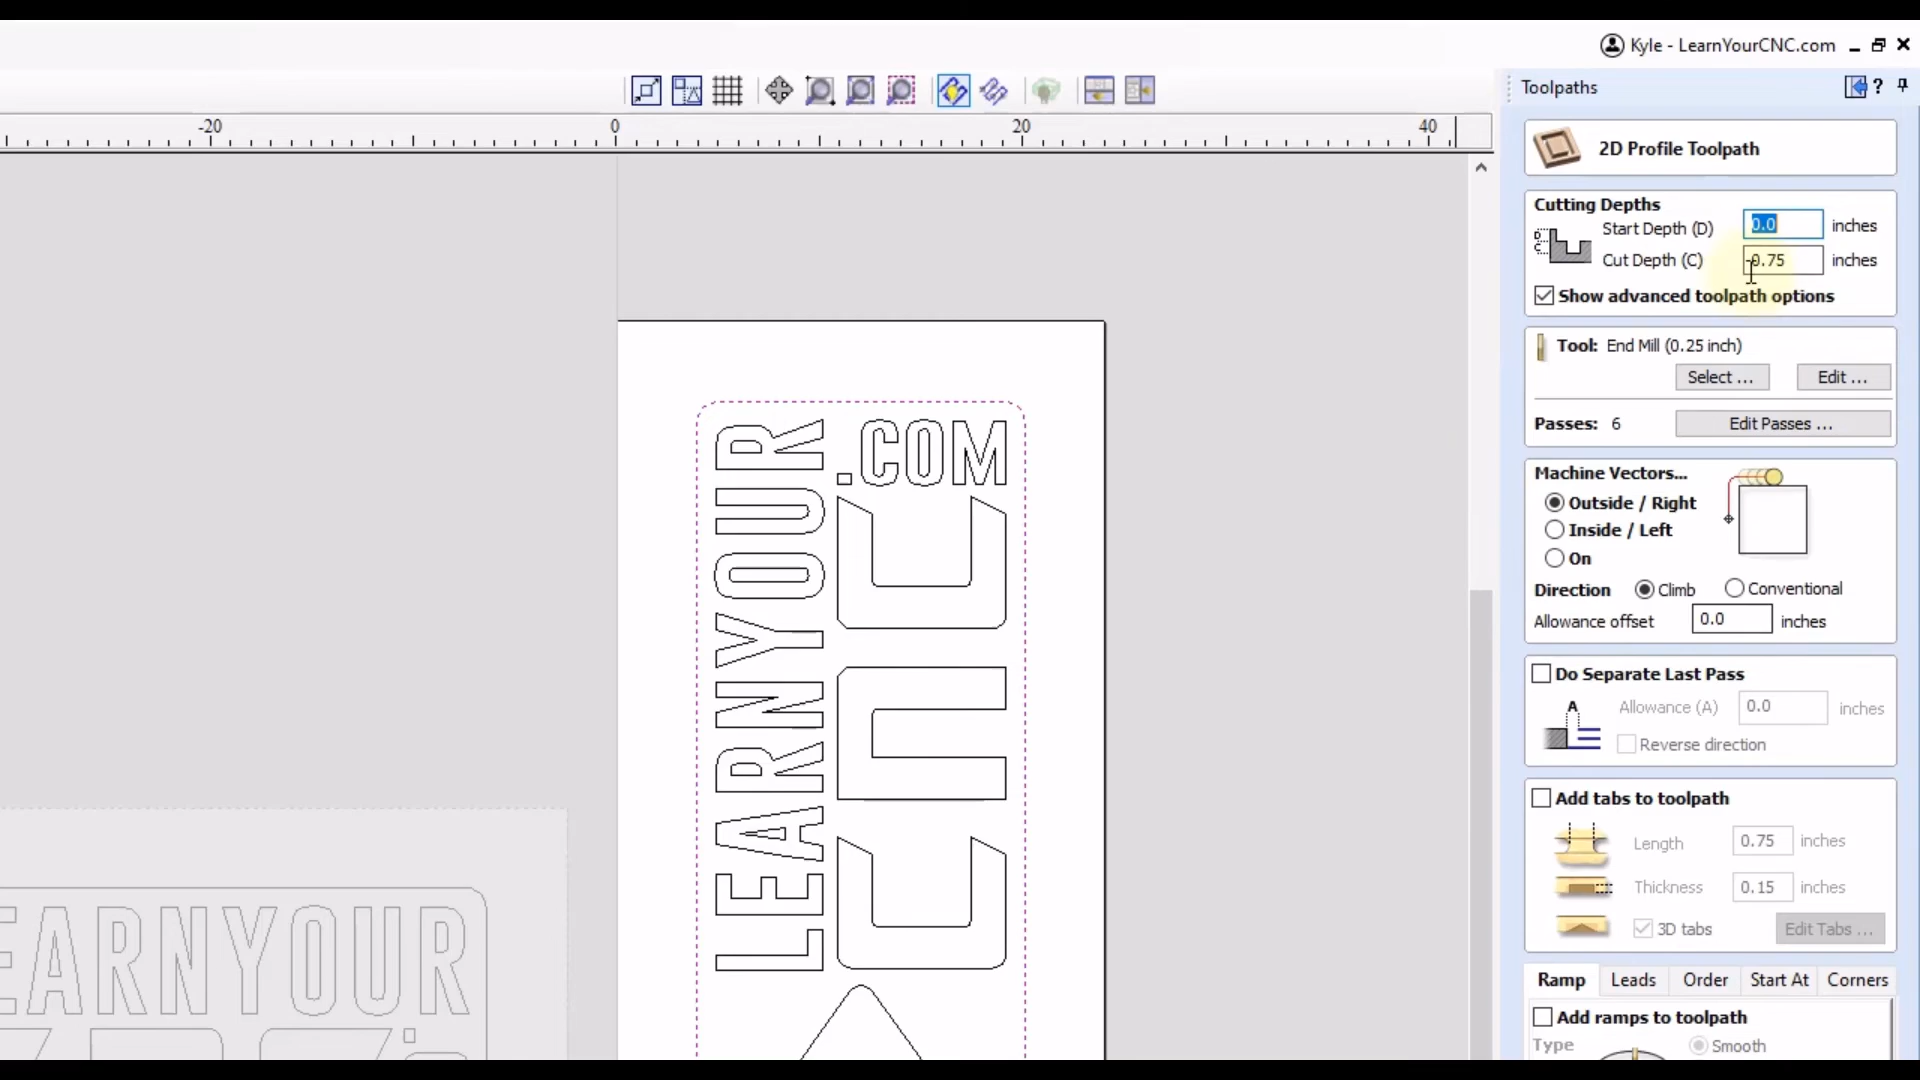 Kyle - LearnYourCNC.com
Toolpaths
-20 0 20 40
2D Profile Toolpath
Cutting Depths
Start Depth (D) 0.0 inches
Cut Depth (C) 0.75 inches
Show advanced toolpath options
Tool: End Mill (0.25 inch)
Select ... Edit ...
Passes: 6 Edit Passes ...
Machine Vectors...
Outside / Right
Inside / Left
On
Direction Climb Conventional
Allowance offset 0.0 inches
Do Separate Last Pass
A Allowance (A) 0.0 inches
Reverse direction
Add tabs to toolpath
Length 0.75 inches
Thickness 0.15 inches
3D tabs Edit Tabs ...
Ramp Leads Order Start At Corners
Add ramps to toolpath
Type Smooth
LEARNYOUR
cnc
.COM
EARNYOUR